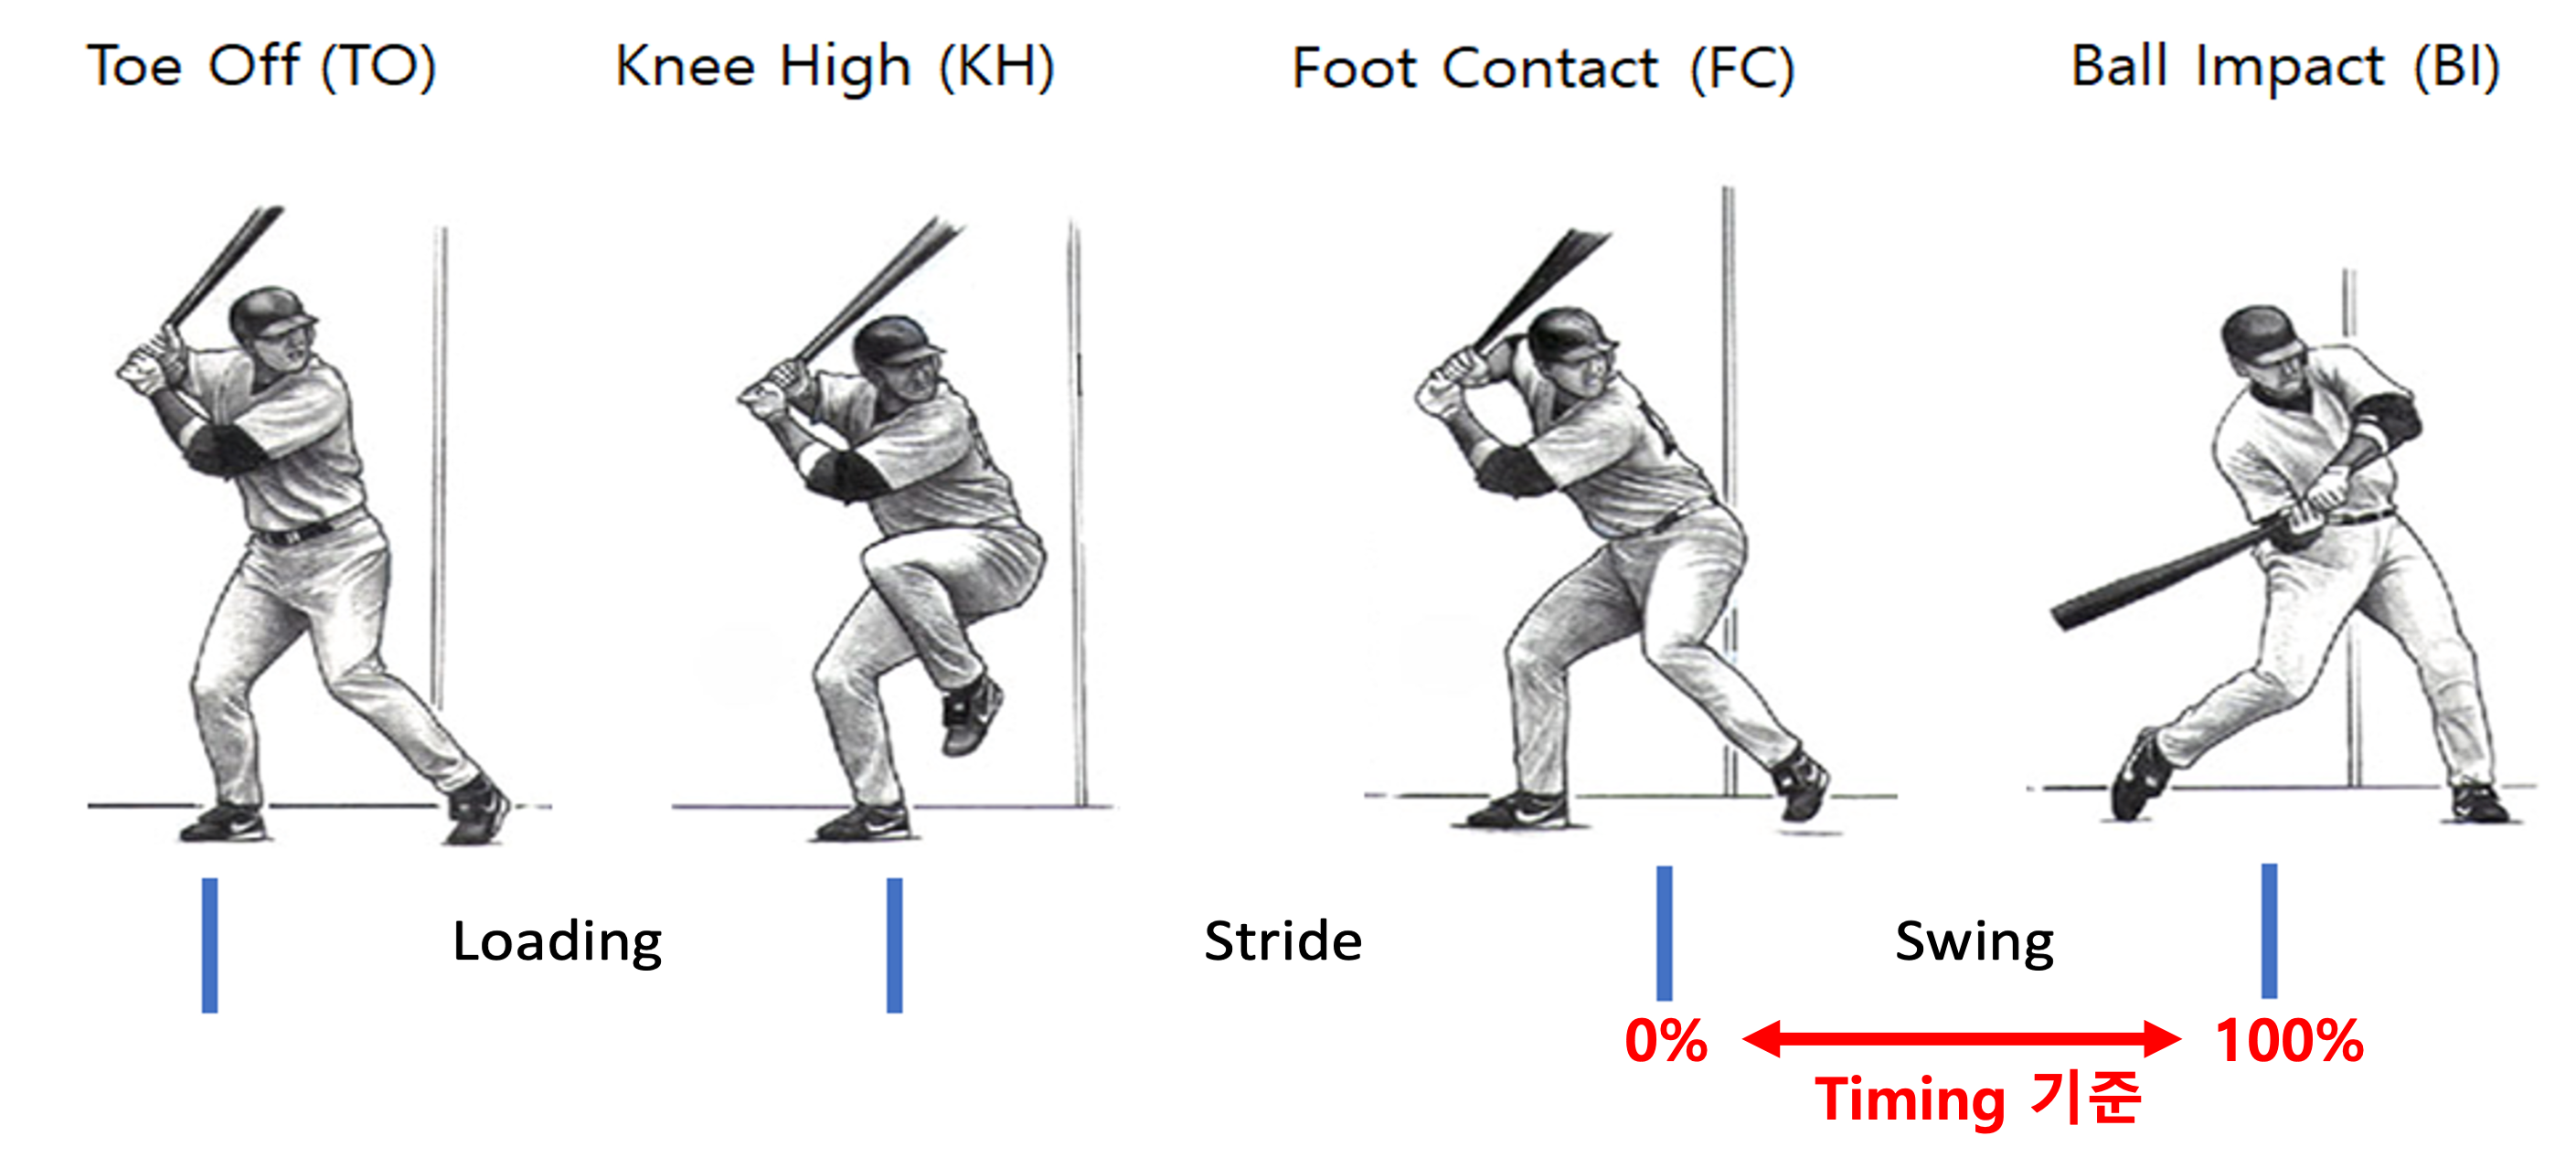 Toe Off (TO)
Knee High (KH)
Foot Contact (FC)
Ball Impact (BI)
Loading
Stride
Swing
0%
100%
Timing 기준